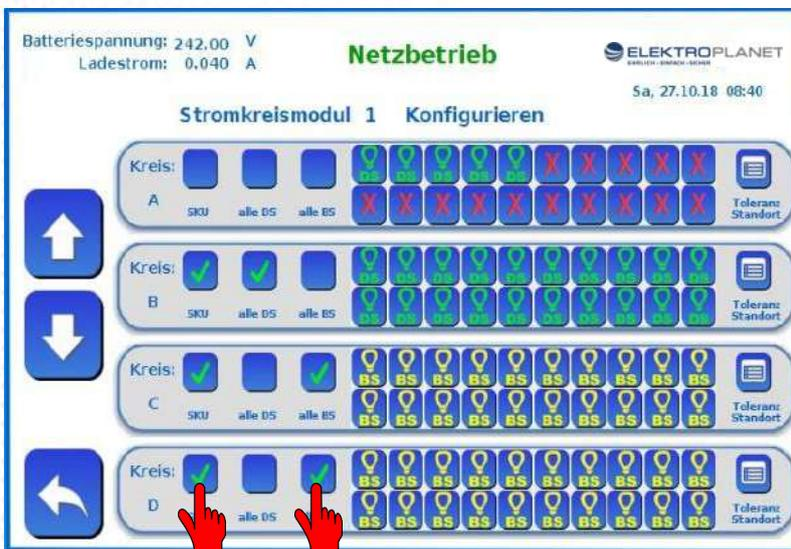 Batteriespannung: 242.00 V
Ladestrom: 0.040 A
Netzbetrieb
ELEKTROPLANET
EHRLICH - EINFACH - SICHER
Sa, 27.10.18 08:40
Stromkreismodul 1 Konfigurieren
Kreis:
A
SKU alle DS alle BS
DS DS DS DS DS X X X X X X
X X X X X X X X X X X
Toleranz
Standort
Kreis:
B
SKU alle DS alle BS
DS DS DS DS DS DS DS DS DS DS
DS DS DS DS DS DS DS DS DS DS
Toleranz
Standort
Kreis:
C
SKU alle DS alle BS
BS BS BS BS BS BS BS BS BS BS
BS BS BS BS BS BS BS BS BS BS
Toleranz
Standort
Kreis:
D
alle DS
BS BS BS BS BS BS BS BS BS BS
BS BS BS BS BS BS BS BS BS BS
Toleranz
Standort